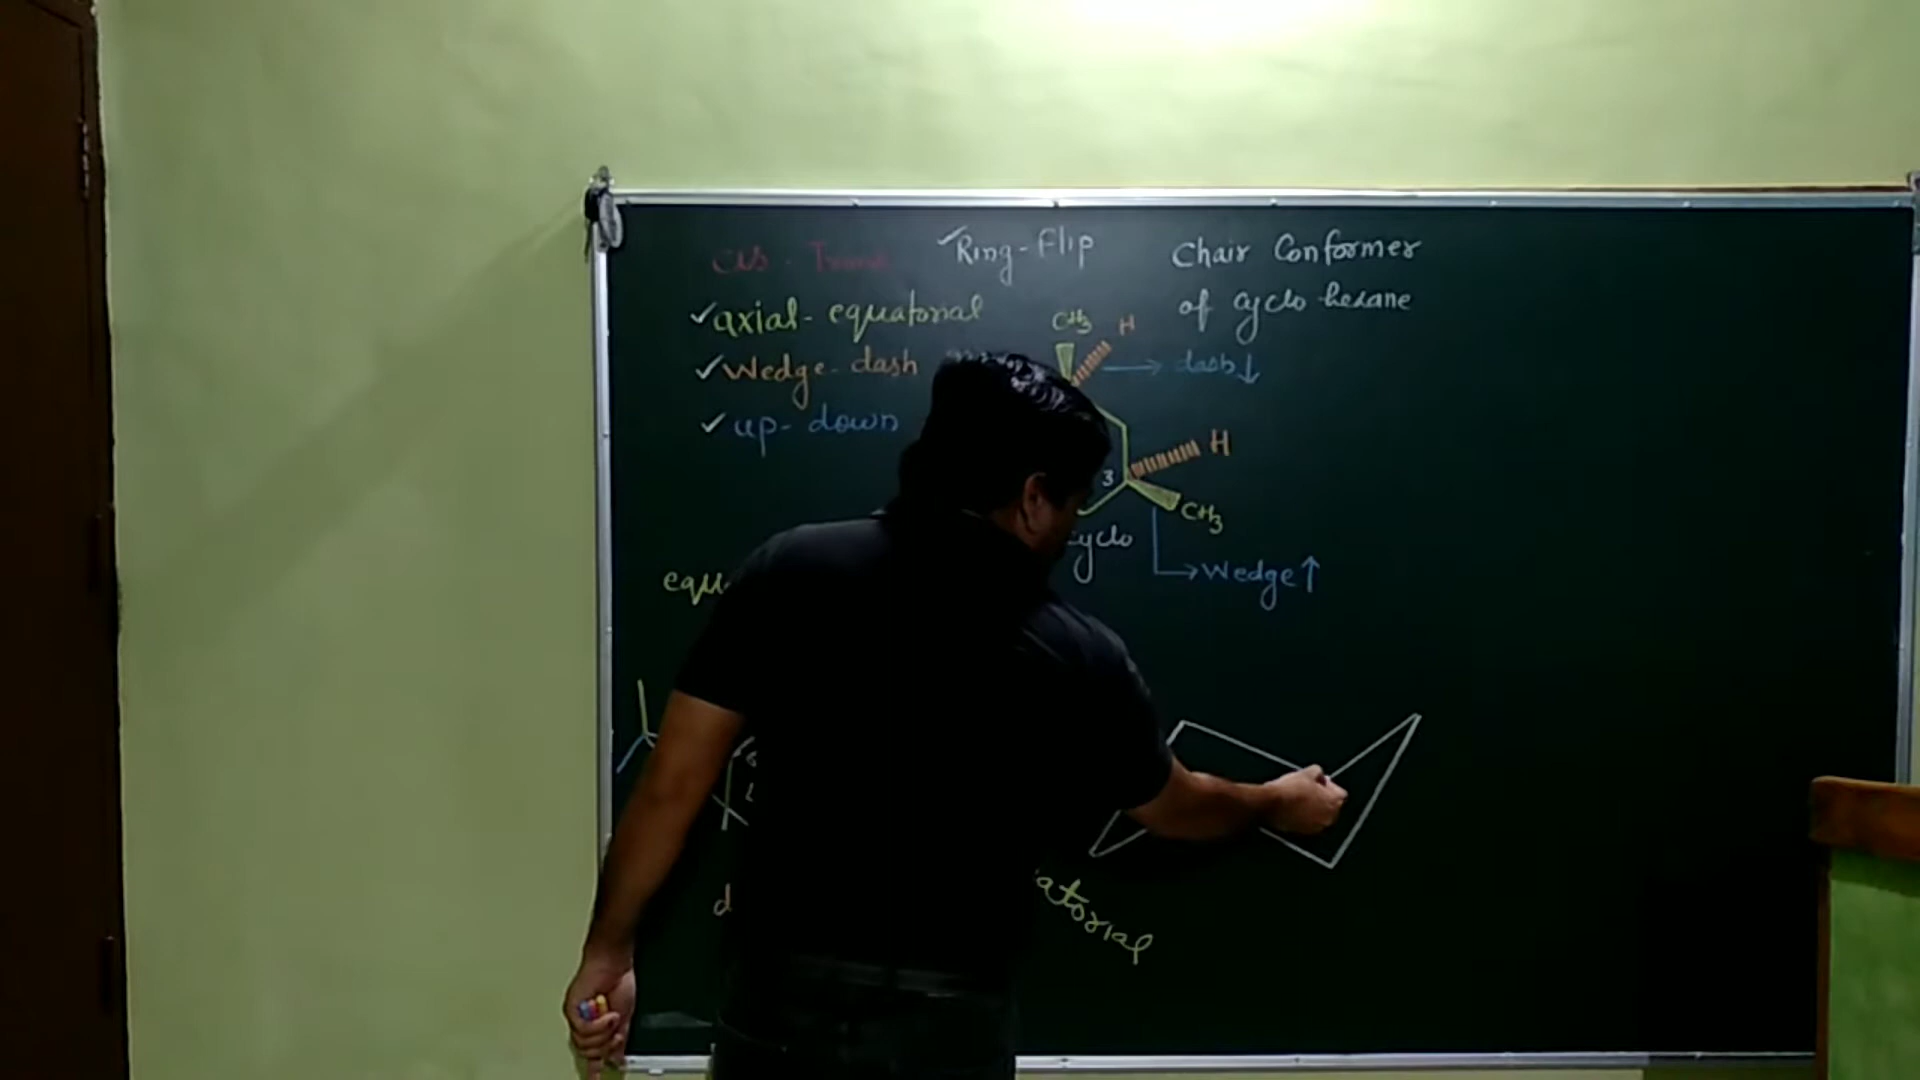 Cis - Trans
✓Ring - Flip
Chair Conformer
of cyclo hexane
✓axial - equatorial
✓Wedge - dash
✓up - down
CH3
H
→ dash↓
H
3
CH3
cyclo
→Wedge↑
equ
atorial
d